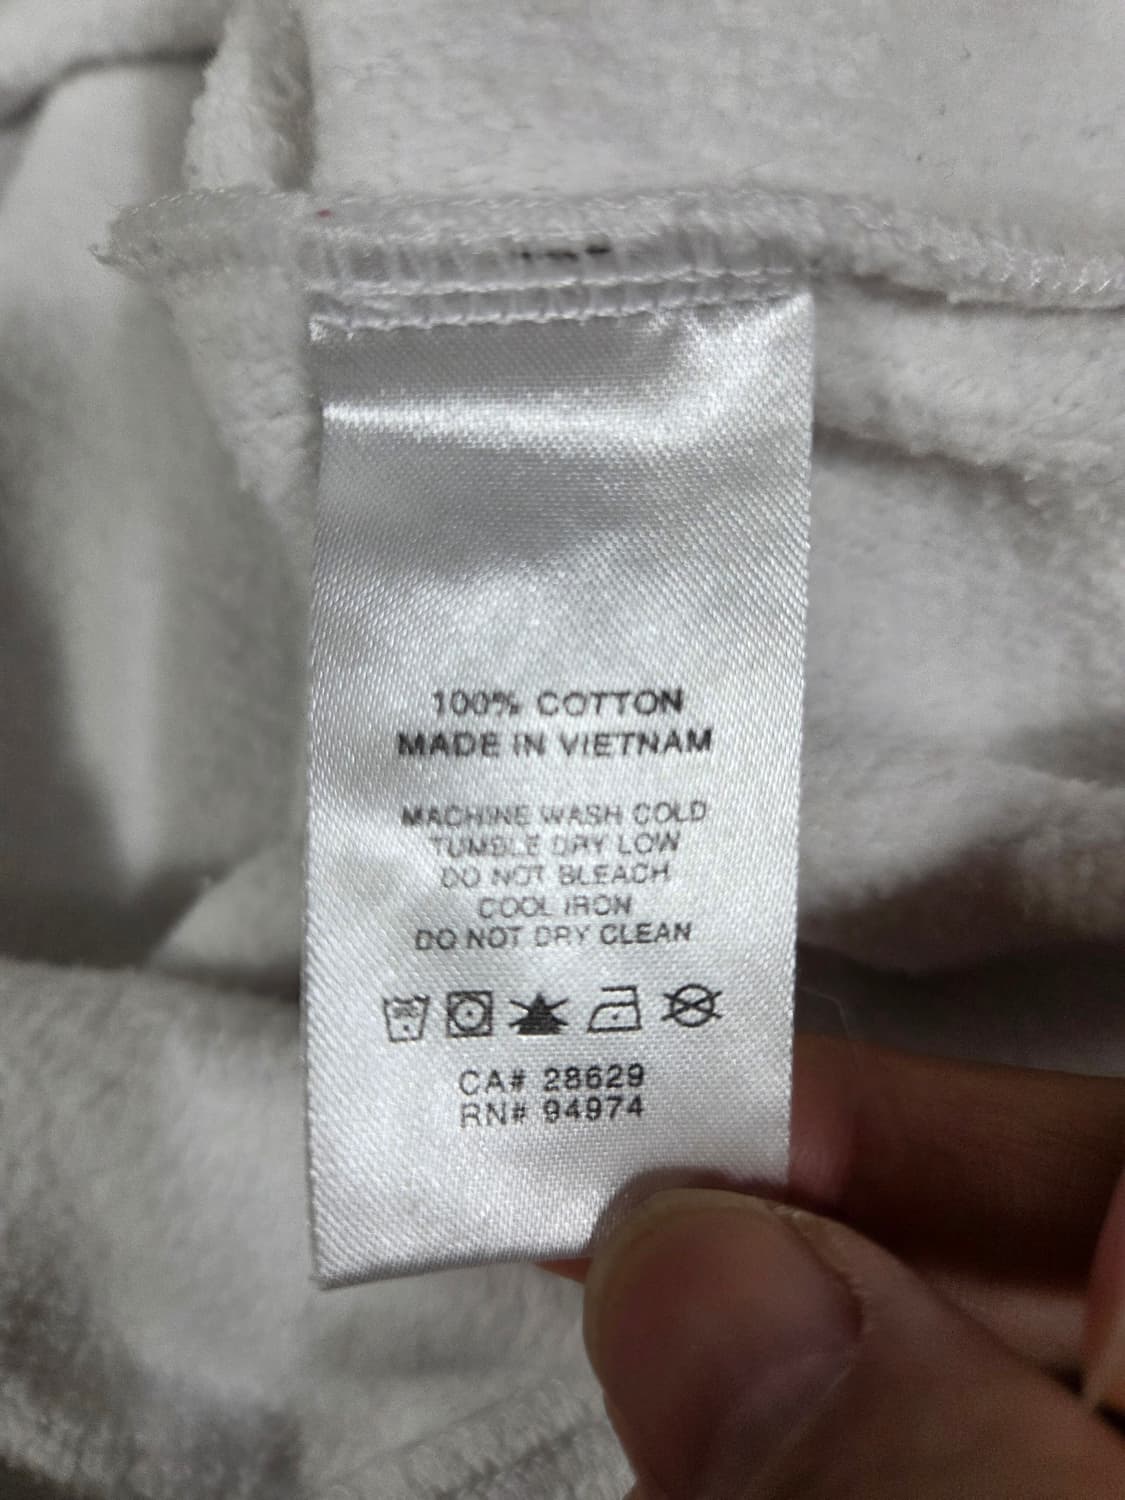 100% COTTON
MADE IN VIETNAM
MACHINE WASH COLD
TUMBLE DRY LOW
DO NOT BLEACH
COOL IRON
DO NOT DRY CLEAN
CA# 28629
RN# 94974